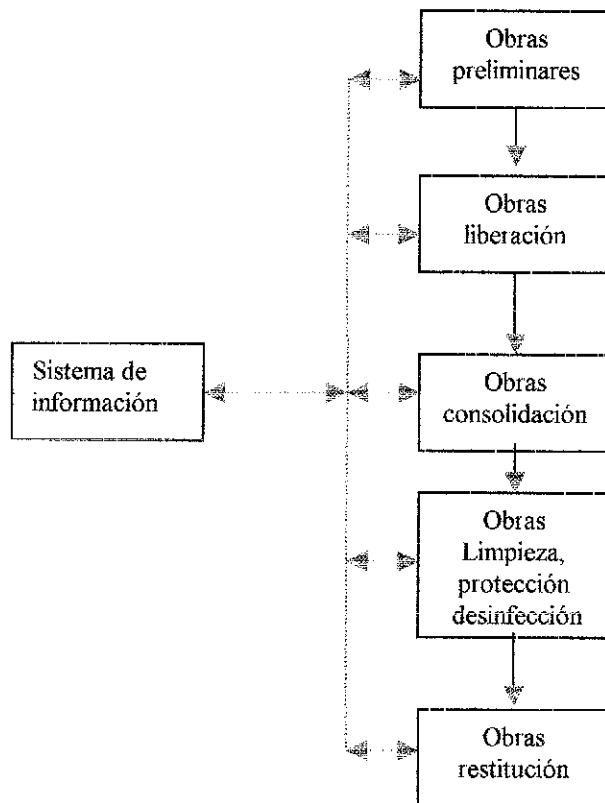 Obras
preliminares
Obras
liberación
Sistema de
información
Obras
consolidación
Obras
Limpieza,
protección
desinfección
Obras
restitución